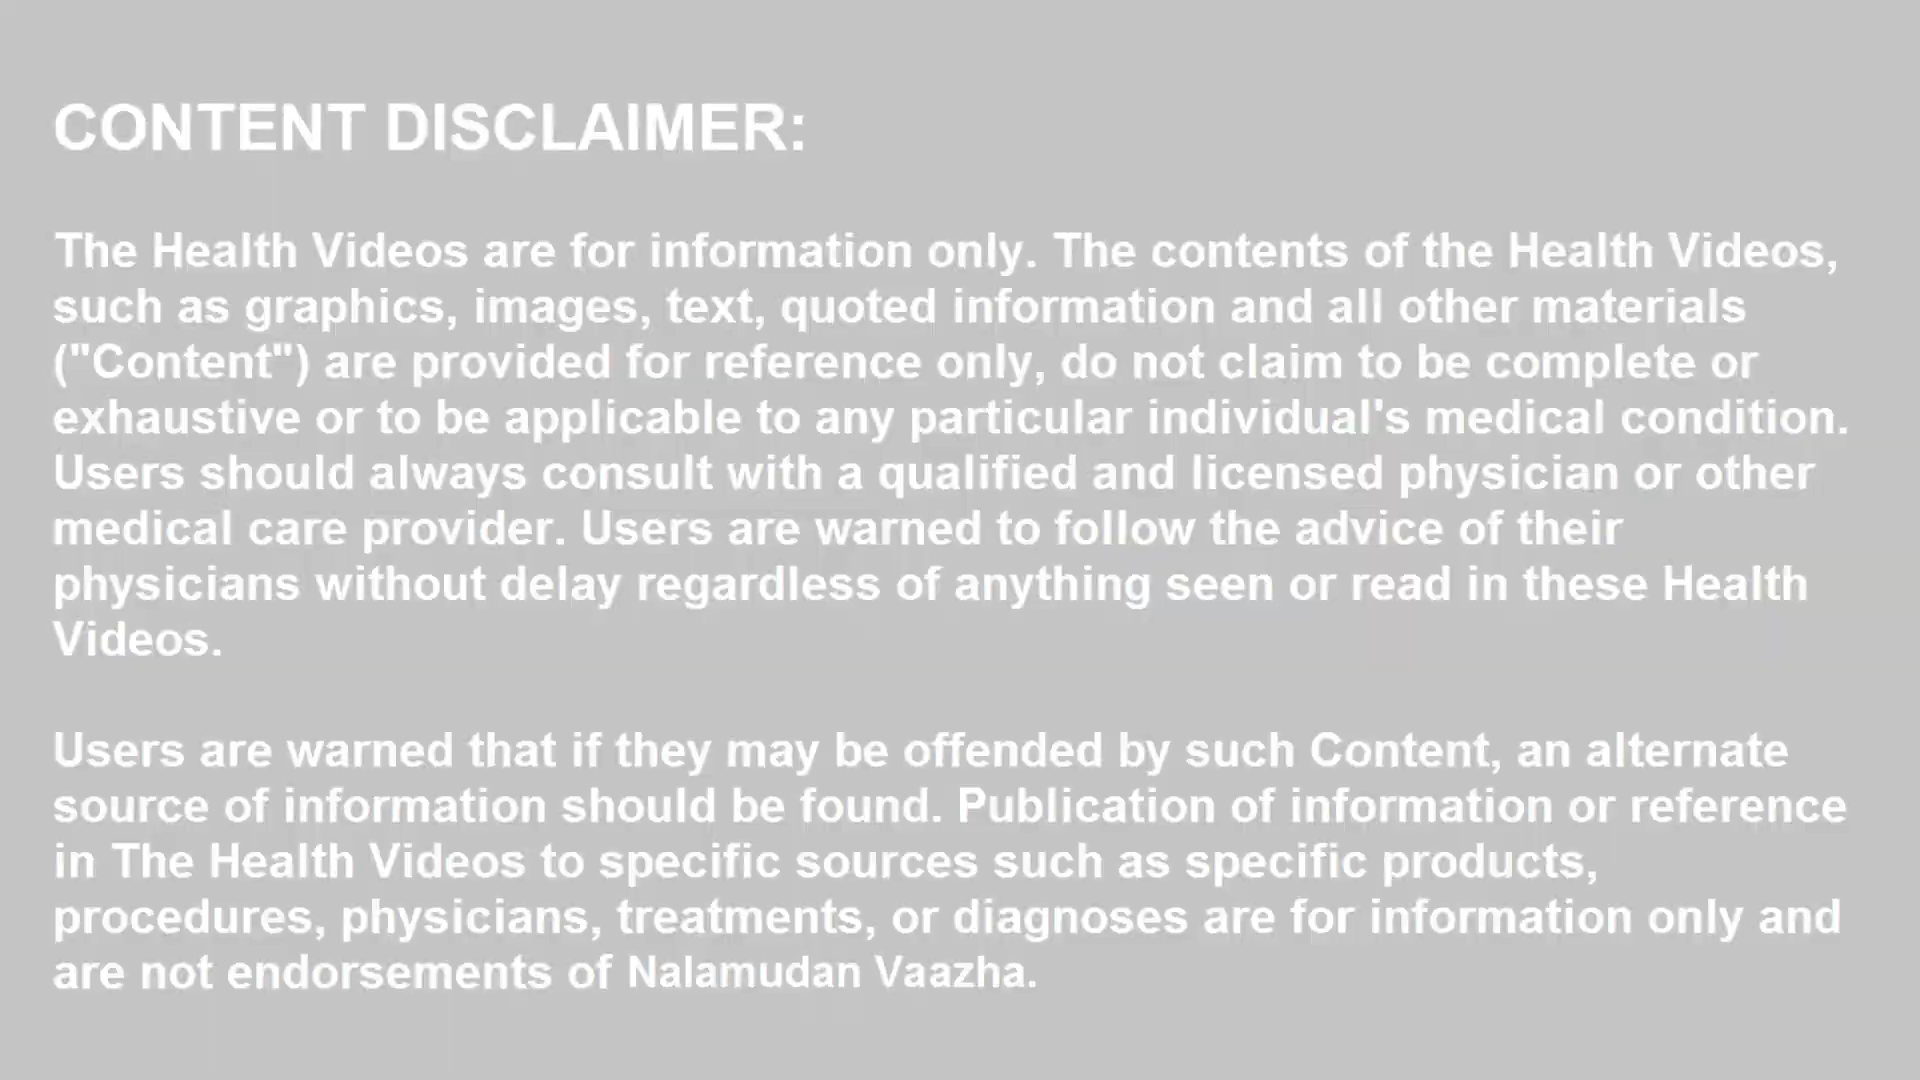 CONTENT DISCLAIMER:
The Health Videos are for information only. The contents of the Health Videos,
such as graphics, images, text, quoted information and all other materials
("Content") are provided for reference only, do not claim to be complete or
exhaustive or to be applicable to any particular individual's medical condition.
Users should always consult with a qualified and licensed physician or other
medical care provider. Users are warned to follow the advice of their
physicians without delay regardless of anything seen or read in these Health
Videos.
Users are warned that if they may be offended by such Content, an alternate
source of information should be found. Publication of information or reference
in The Health Videos to specific sources such as specific products,
procedures, physicians, treatments, or diagnoses are for information only and
are not endorsements of Nalamudan Vaazha.